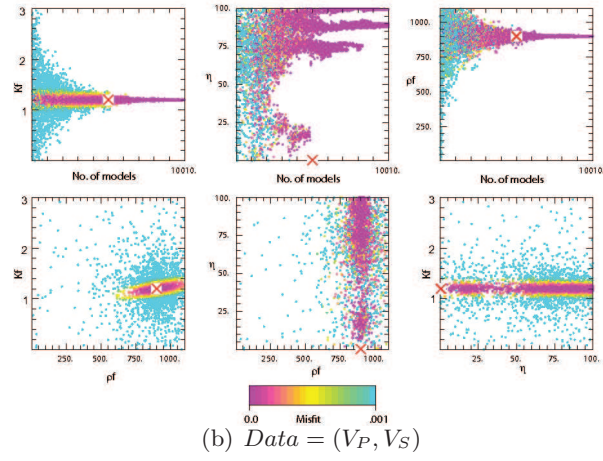 3
2
1
Kf
No. of models
10010.
100.
75.
50.
25.
η
No. of models
10010.
1000.
750.
500.
250.
ρf
No. of models
10010.
3
2
1
Kf
250.
500.
750.
1000.
ρf
100.
75.
50.
25.
η
250.
500.
750.
1000.
ρf
3
2
1
Kf
25.
50.
75.
100.
η
0.0 Misfit .001
(b) Data = (V_P, V_S)